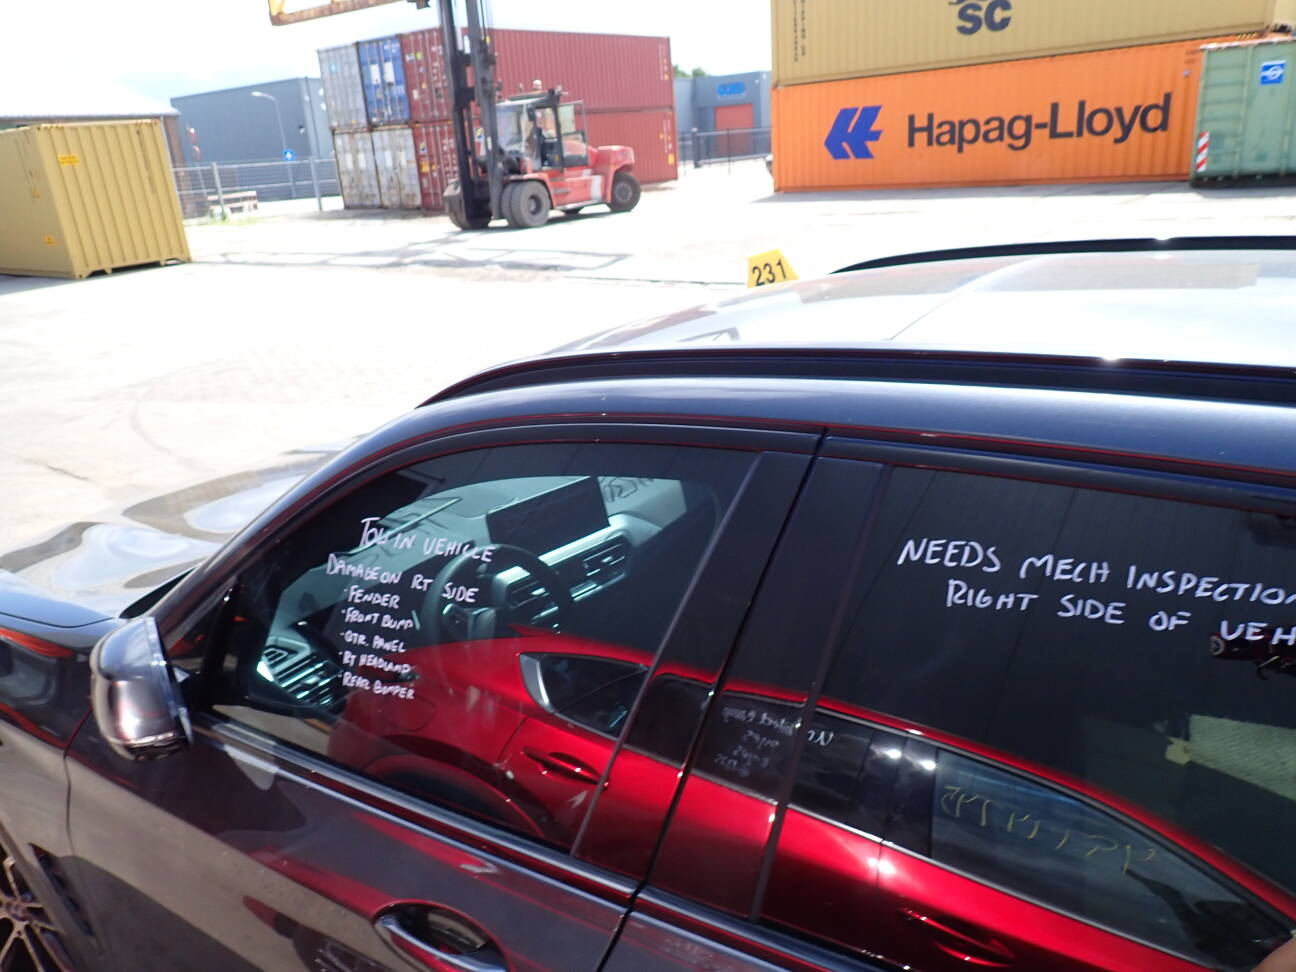 SC
Hapag-Lloyd
231
TOW IN VEHICLE
DAMAGE ON RT SIDE
·FENDER
·FRONT BUMP
·QTR. PANEL
·RT HEADLAMP
·REAR BUMPER
NEEDS MECH INSPECTION
RIGHT SIDE OF VEH